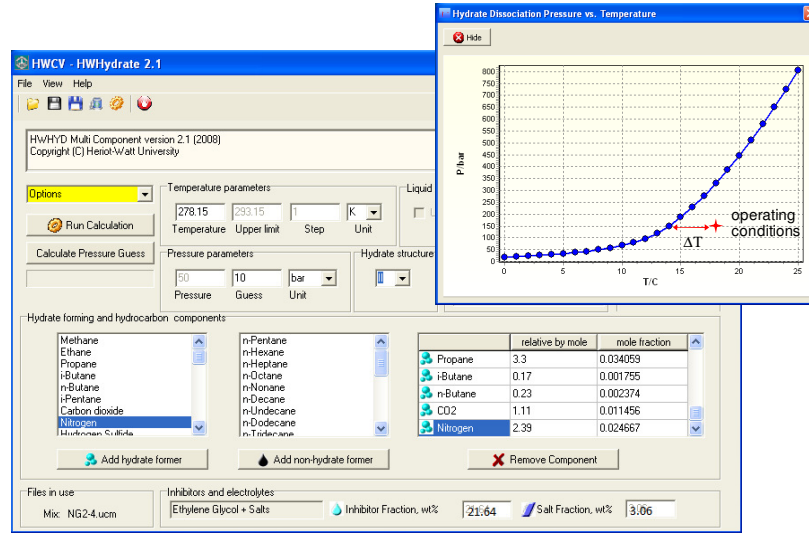 HWCV - HWHydrate 2.1
File View Help
HWHYD Multi Component version 2.1 (2008)
Copyright (C) Heriot-Watt University
Options
Run Calculation
Calculate Pressure Guess
Temperature parameters
278.15 293.15 1 K
Temperature Upper limit Step Unit
Liquid
Pressure parameters
50 10 bar
Pressure Guess Unit
Hydrate structure
II
Hydrate Dissociation Pressure vs. Temperature
Hide
800
750
700
650
600
550
500
450
400
350
300
250
200
150
100
50
0
P/bar
0 5 10 15 20 25
T/C
ΔT
operating
conditions
Hydrate forming and hydrocarbon components
Methane
Ethane
Propane
i-Butane
n-Butane
i-Pentane
Carbon dioxide
Nitrogen
Hydrogen Sulfide
n-Pentane
n-Hexane
n-Heptane
n-Octane
n-Nonane
n-Decane
n-Undecane
n-Dodecane
n-Tridecane
relative by mole mole fraction
Propane 3.3 0.034059
i-Butane 0.17 0.001755
n-Butane 0.23 0.002374
CO2 1.11 0.011456
Nitrogen 2.39 0.024667
Add hydrate former
Add non-hydrate former
Remove Component
Files in use
Mix: NG2-4.ucm
Inhibitors and electrolytes
Ethylene Glycol + Salts Inhibitor Fraction, wt% 21.64 Salt Fraction, wt% 3.06